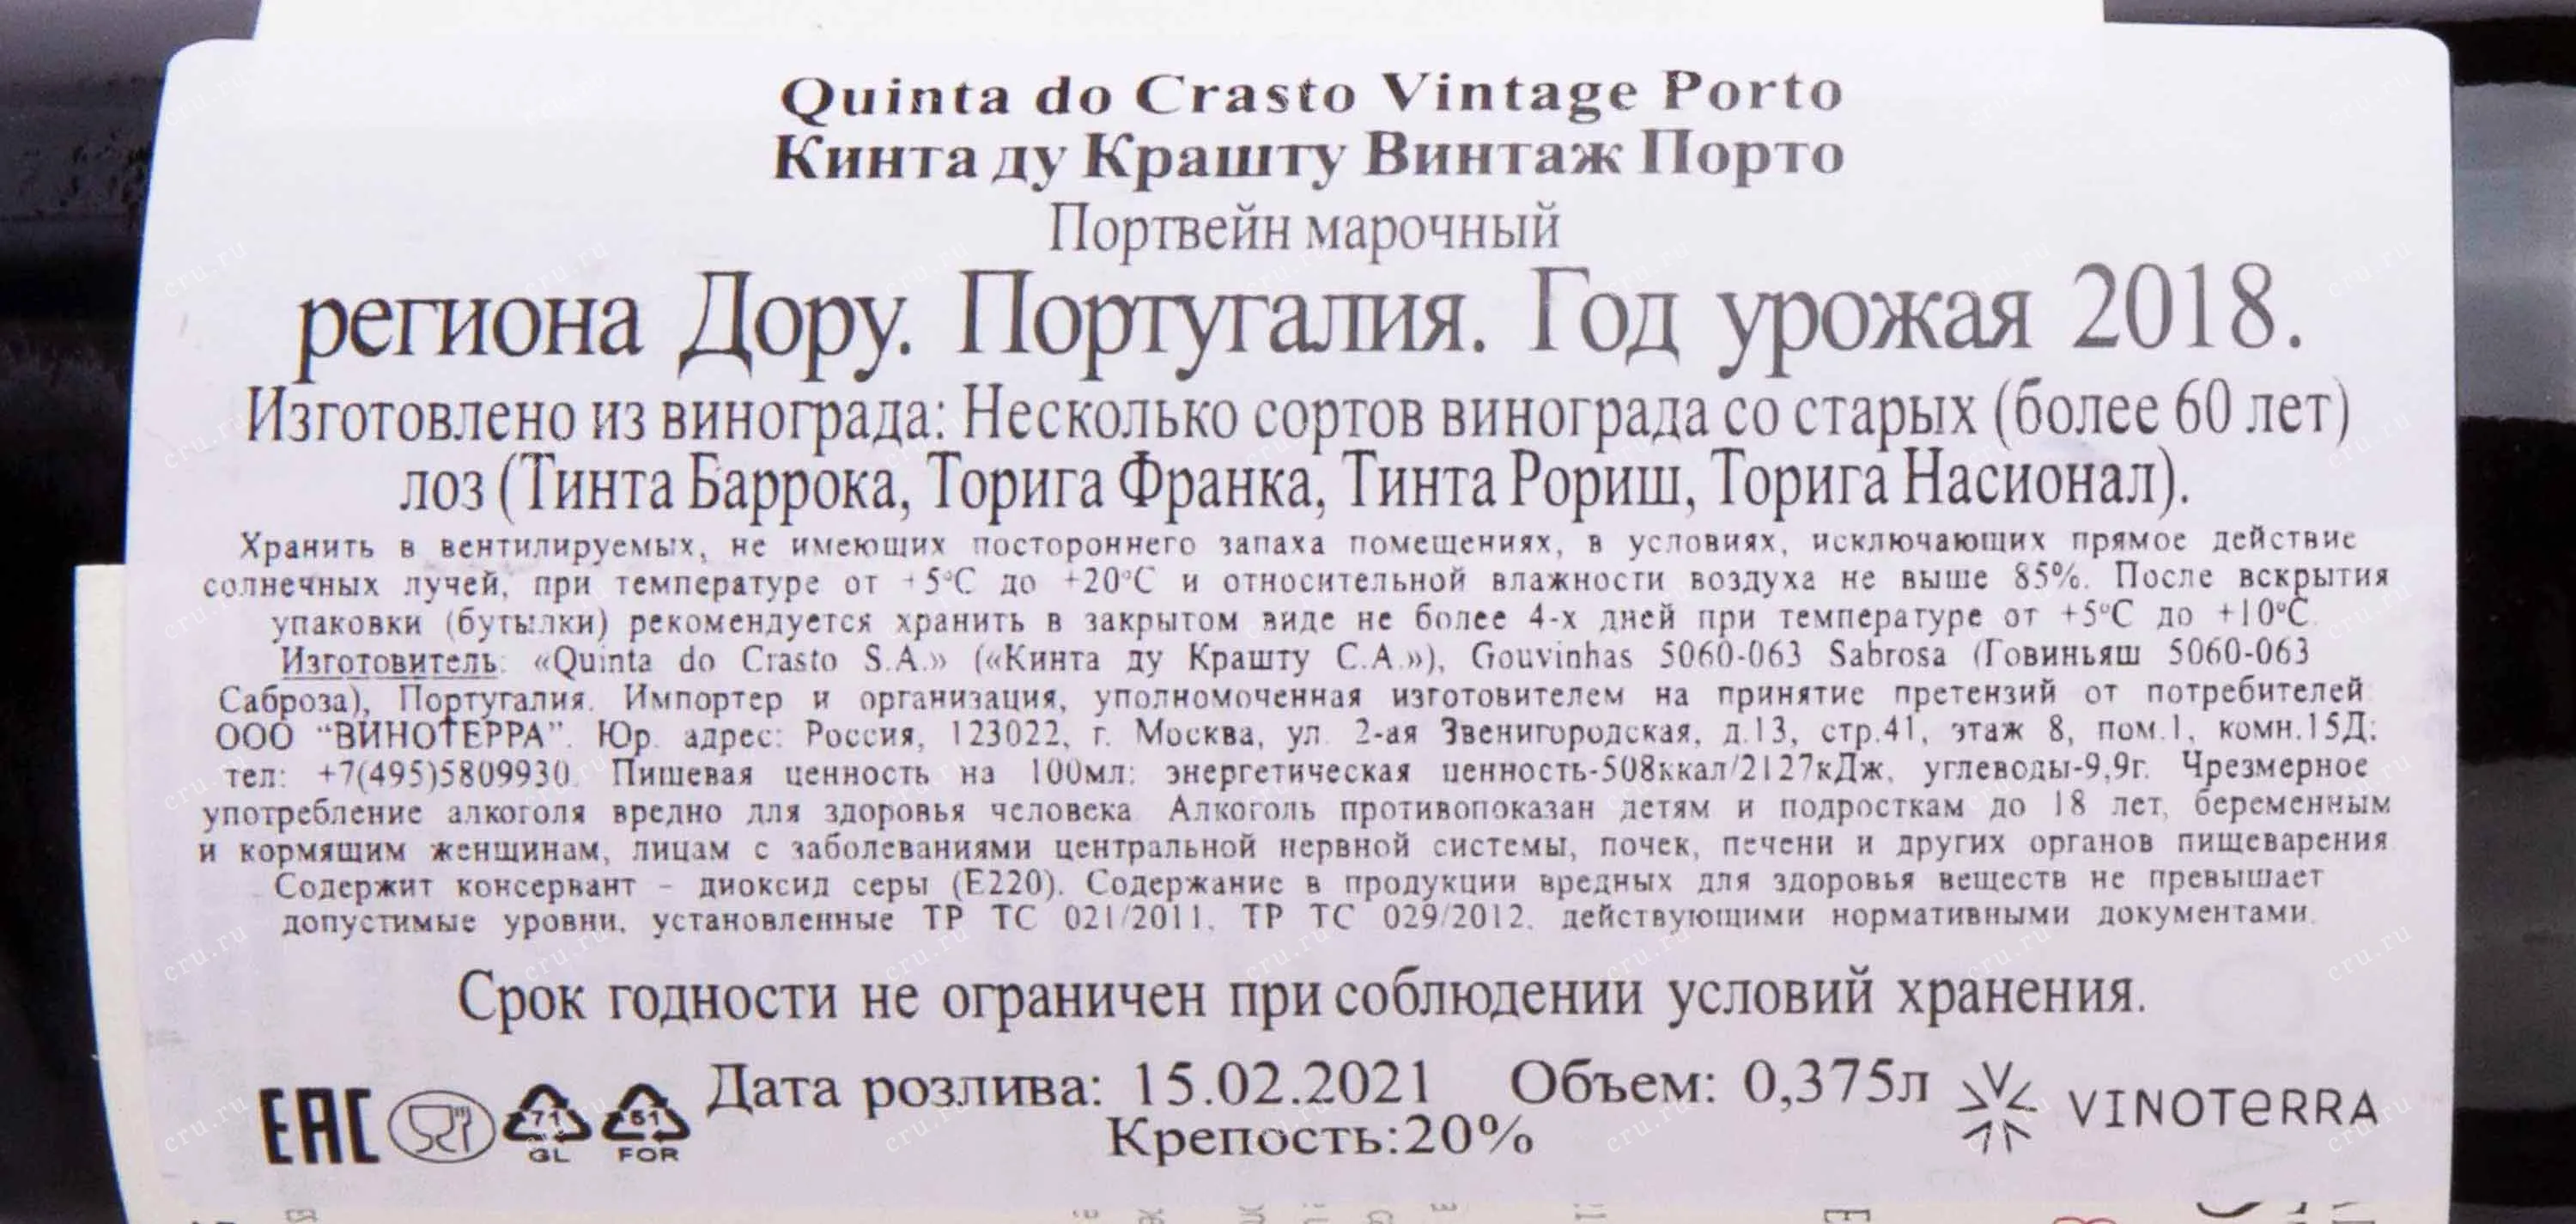 Quinta do Crasto Vintage Porto
Кинта ду Крашту Винтаж Порто
Портвейн марочный
региона Дору. Португалия. Год урожая 2018.
Изготовлено из винограда: Несколько сортов винограда со старых (более 60 лет)
лоз (Тинта Баррока, Торига Франка, Тинта Рориш, Торига Насионал).
Хранить в вентилируемых, не имеющих постороннего запаха помещениях, в условиях, исключающих прямое действие
солнечных лучей, при температуре от +5°C до +20°C и относительной влажности воздуха не выше 85%. После вскрытия
упаковки (бутылки) рекомендуется хранить в закрытом виде не более 4-х дней при температуре от +5°C до +10°C.
Изготовитель: «Quinta do Crasto S.A.» («Кинта ду Крашту С.А.»), Gouvinhas 5060-063 Sabrosa (Говиньяш 5060-063
Саброза), Португалия. Импортер и организация, уполномоченная изготовителем на принятие претензий от потребителей
ООО "ВИНОТЕРРА". Юр. адрес: Россия, 123022, г. Москва, ул. 2-ая Звенигородская, д.13, стр.41, этаж 8, пом.1, комн.15Д;
тел: +7(495)5809930. Пищевая ценность на 100мл: энергетическая ценность-508ккал/2127кДж, углеводы-9,9г. Чрезмерное
употребление алкоголя вредно для здоровья человека. Алкоголь противопоказан детям и подросткам до 18 лет, беременным
и кормящим женщинам, лицам с заболеваниями центральной нервной системы, почек, печени и других органов пищеварения.
Содержит консервант - диоксид серы (Е220). Содержание в продукции вредных для здоровья веществ не превышает
допустимые уровни, установленные ТР ТС 021/2011, ТР ТС 029/2012, действующими нормативными документами.
Срок годности не ограничен при соблюдении условий хранения.
Дата розлива: 15.02.2021 Объем: 0,375л
Крепость:20%
EAC
71
GL
51
FOR
VINOTERRA
cru.ru